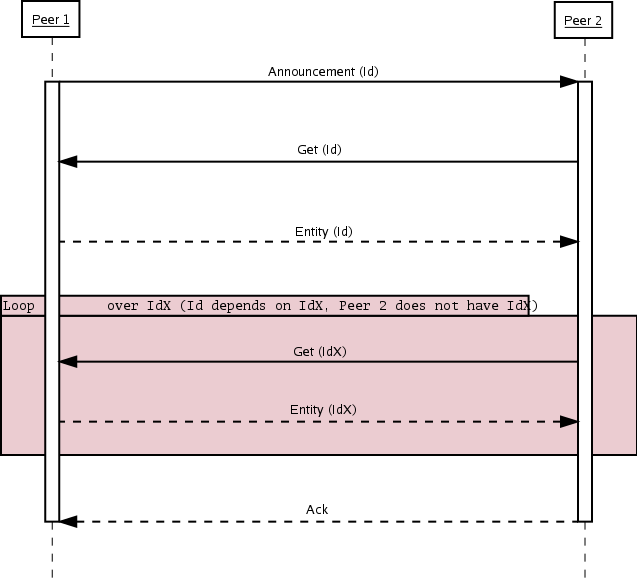 Peer 1
Peer 2
Announcement (Id)
Get (Id)
Entity (Id)
Loop over IdX (Id depends on IdX, Peer 2 does not have IdX)
Get (IdX)
Entity (IdX)
Ack